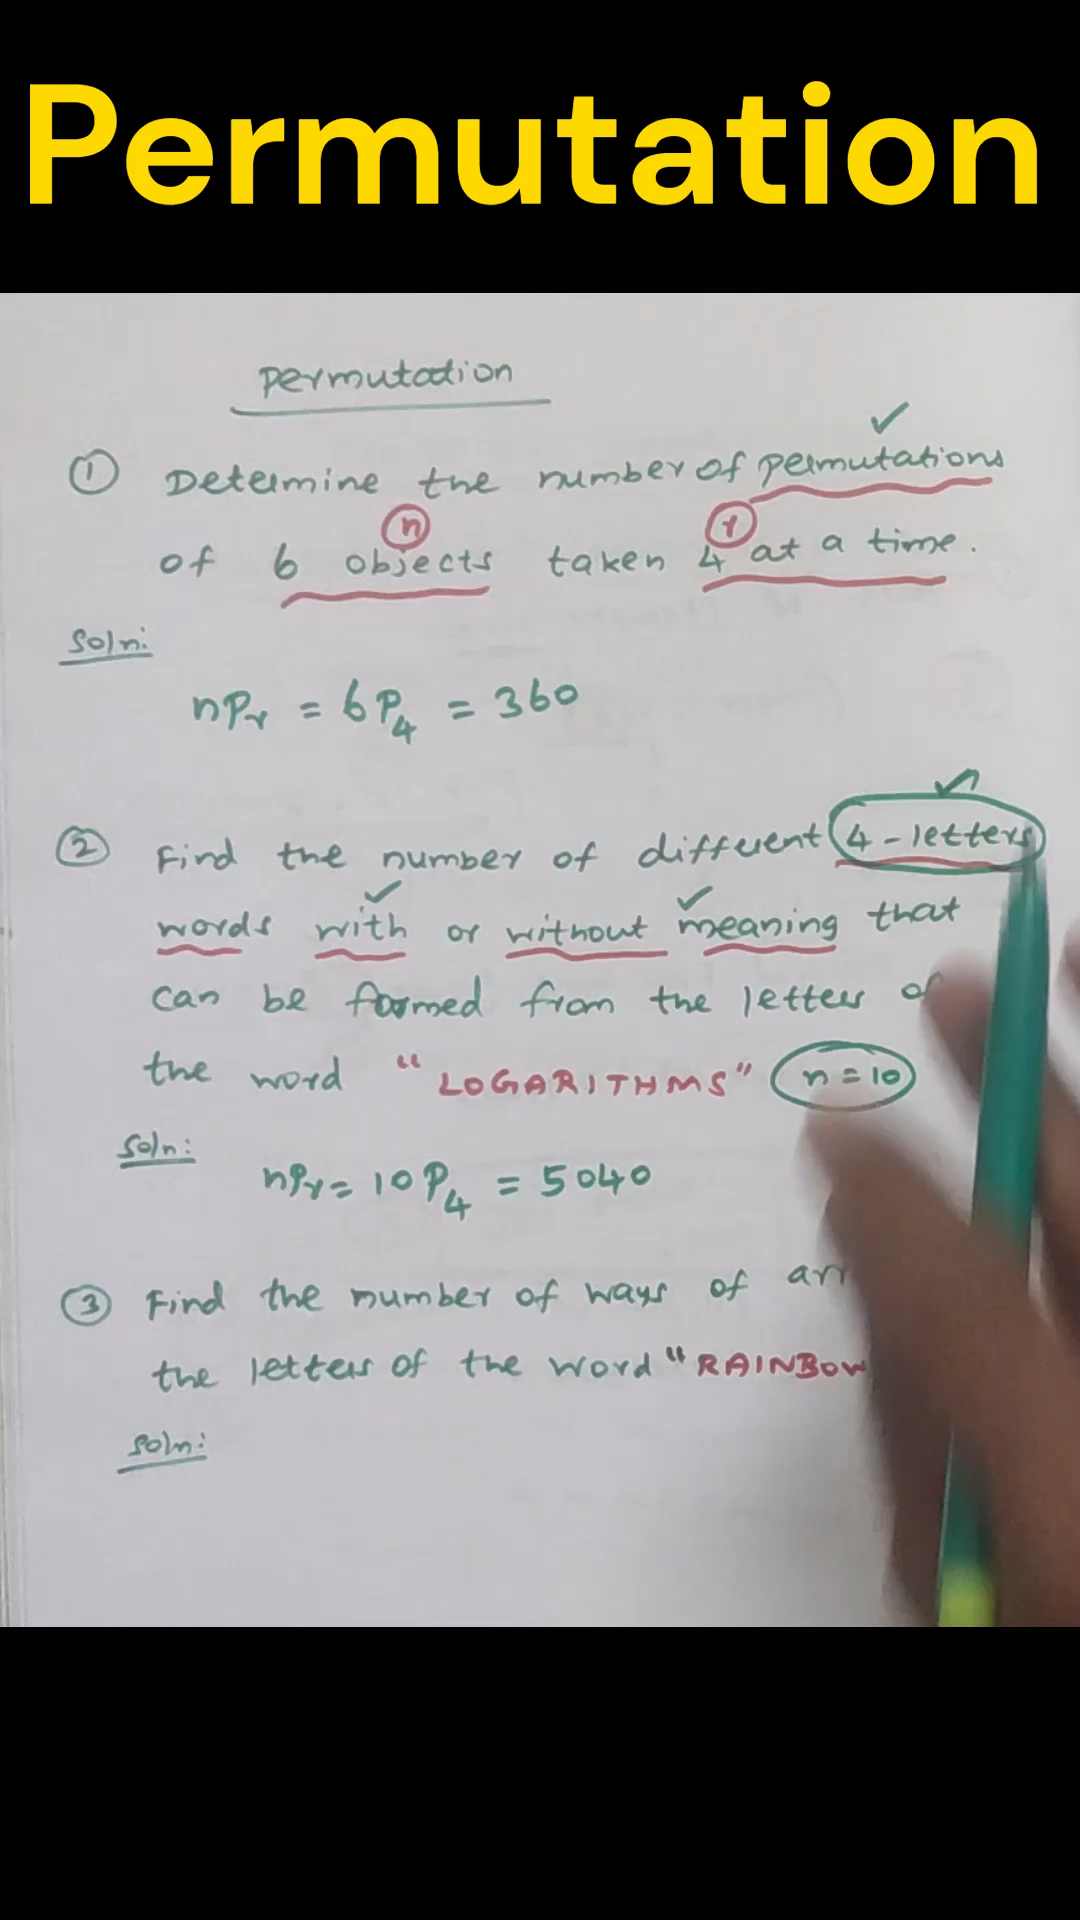 Permutation
Permutation
① Determine the number of permutations
n r
of 6 objects taken 4 at a time.
Soln:
nPr = 6P4 = 360
② Find the number of different 4-letters
words with or without meaning that
can be formed from the letters of
the word "LOGARITHMS" n = 10
Soln:
nPr = 10P4 = 5040
③ Find the number of ways of
the letters of the word "RAINBOW
Soln: